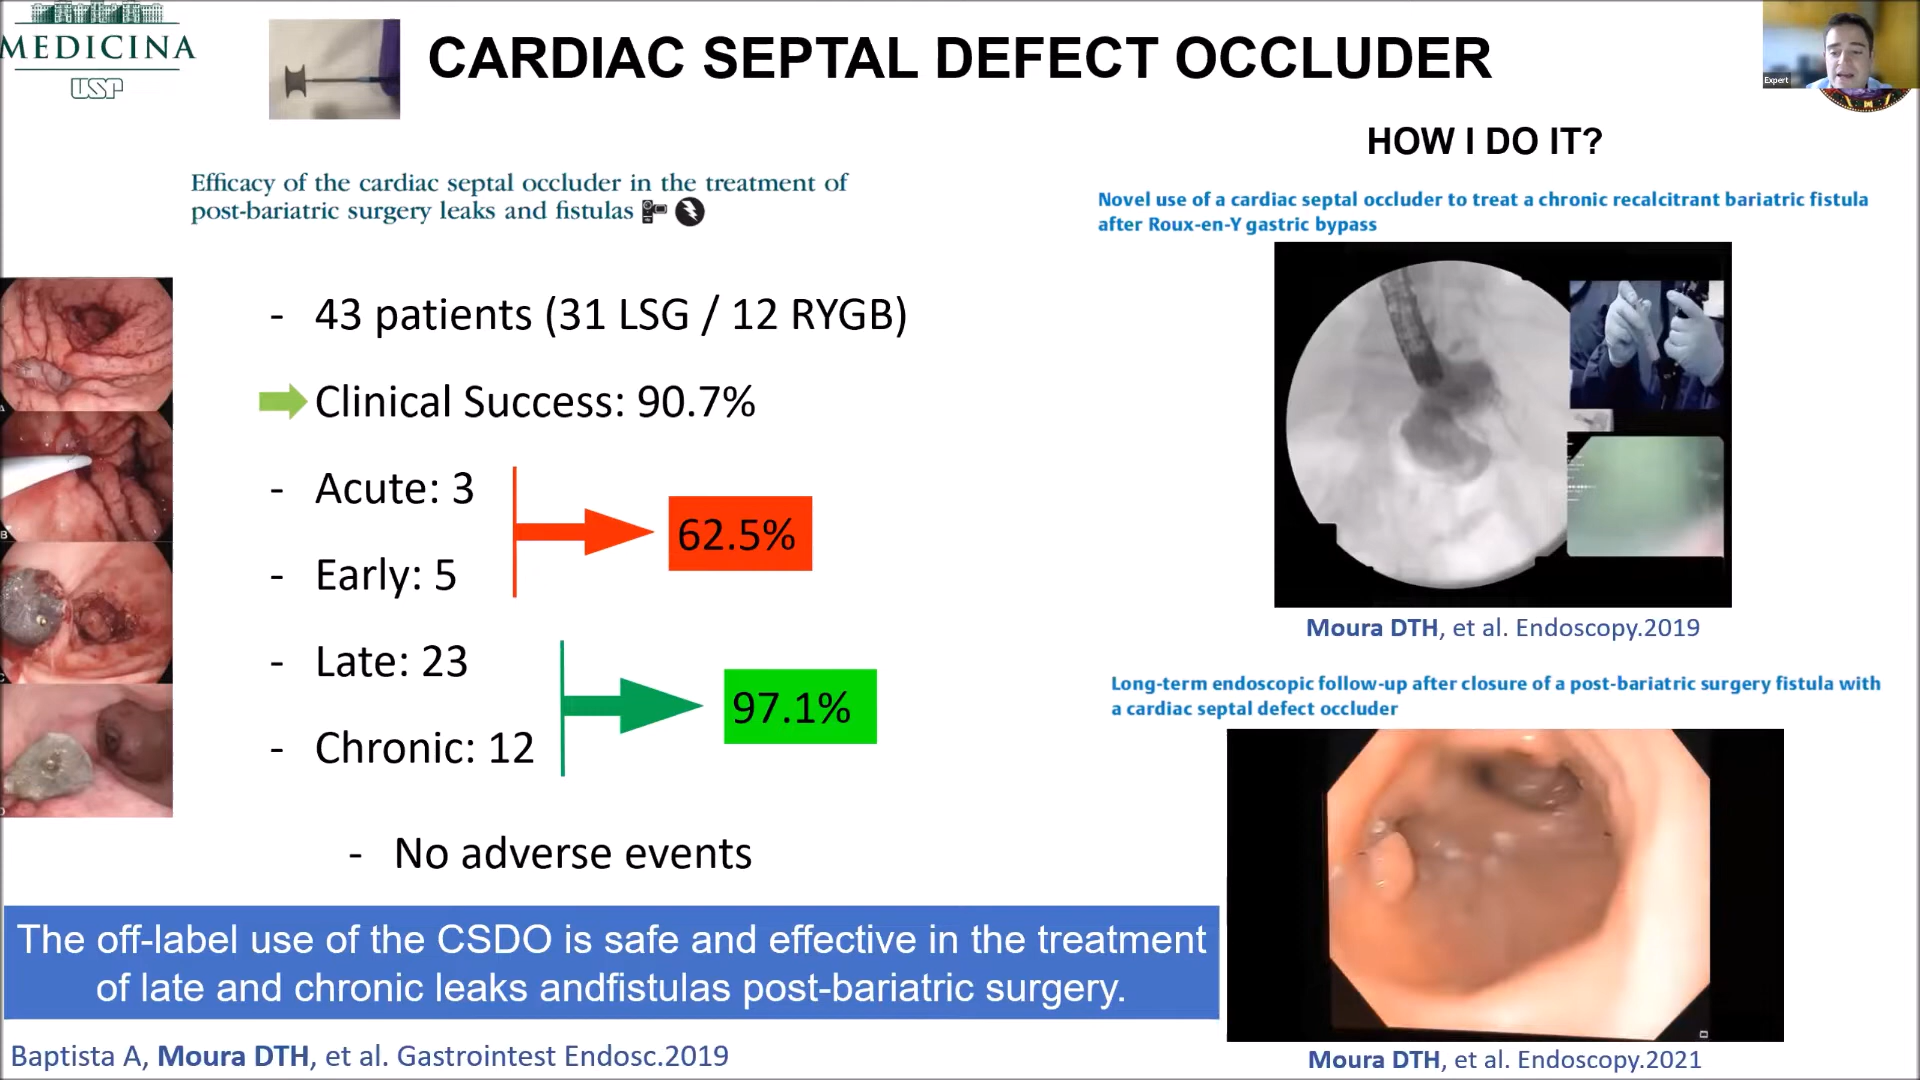 MEDICINA
USP
CARDIAC SEPTAL DEFECT OCCLUDER
Expert
HOW I DO IT?
Efficacy of the cardiac septal occluder in the treatment of
post-bariatric surgery leaks and fistulas
Novel use of a cardiac septal occluder to treat a chronic recalcitrant bariatric fistula
after Roux-en-Y gastric bypass
- 43 patients (31 LSG / 12 RYGB)
Clinical Success: 90.7%
- Acute: 3
62.5%
- Early: 5
- Late: 23
97.1%
- Chronic: 12
- No adverse events
Moura DTH, et al. Endoscopy.2019
Long-term endoscopic follow-up after closure of a post-bariatric surgery fistula with
a cardiac septal defect occluder
The off-label use of the CSDO is safe and effective in the treatment
of late and chronic leaks andfistulas post-bariatric surgery.
Baptista A, Moura DTH, et al. Gastrointest Endosc.2019
Moura DTH, et al. Endoscopy.2021